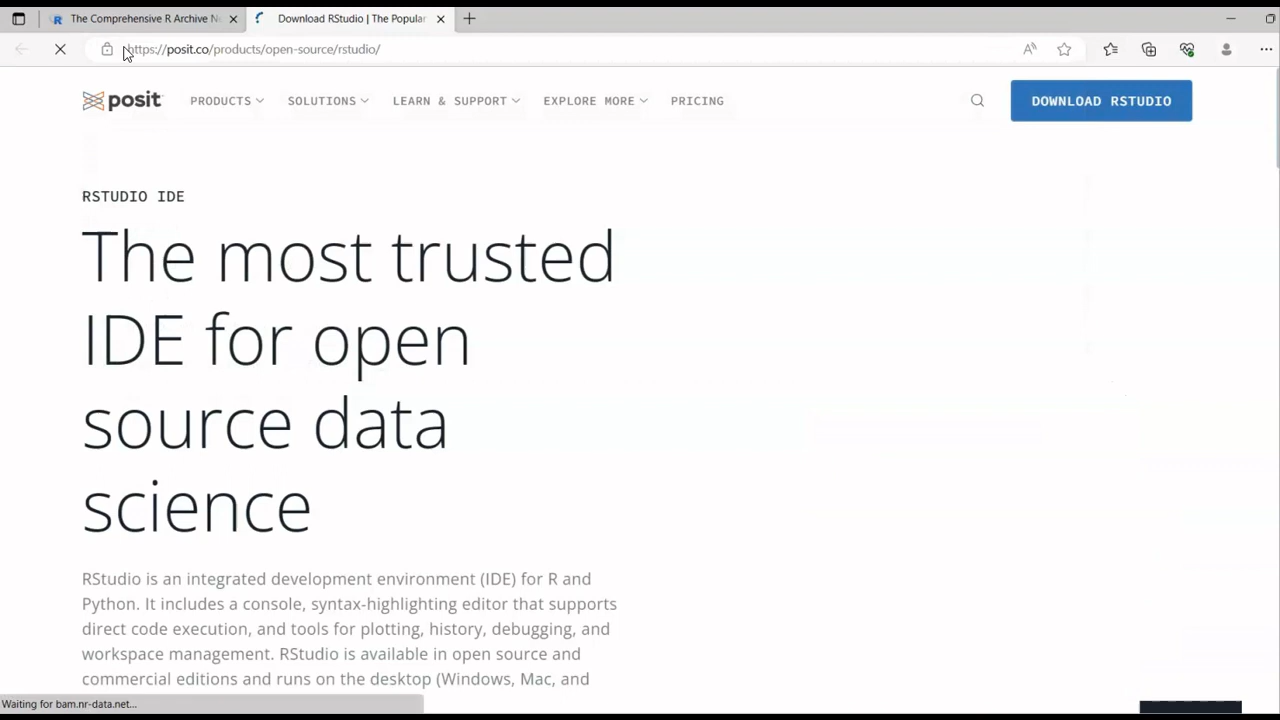 The Comprehensive R Archive Ne
Download RStudio | The Popular
https://posit.co/products/open-source/rstudio/
posit
PRODUCTS
SOLUTIONS
LEARN & SUPPORT
EXPLORE MORE
PRICING
DOWNLOAD RSTUDIO
RSTUDIO IDE
The most trusted
IDE for open
source data
science
RStudio is an integrated development environment (IDE) for R and
Python. It includes a console, syntax-highlighting editor that supports
direct code execution, and tools for plotting, history, debugging, and
workspace management. RStudio is available in open source and
commercial editions and runs on the desktop (Windows, Mac, and
Waiting for bam.nr-data.net...